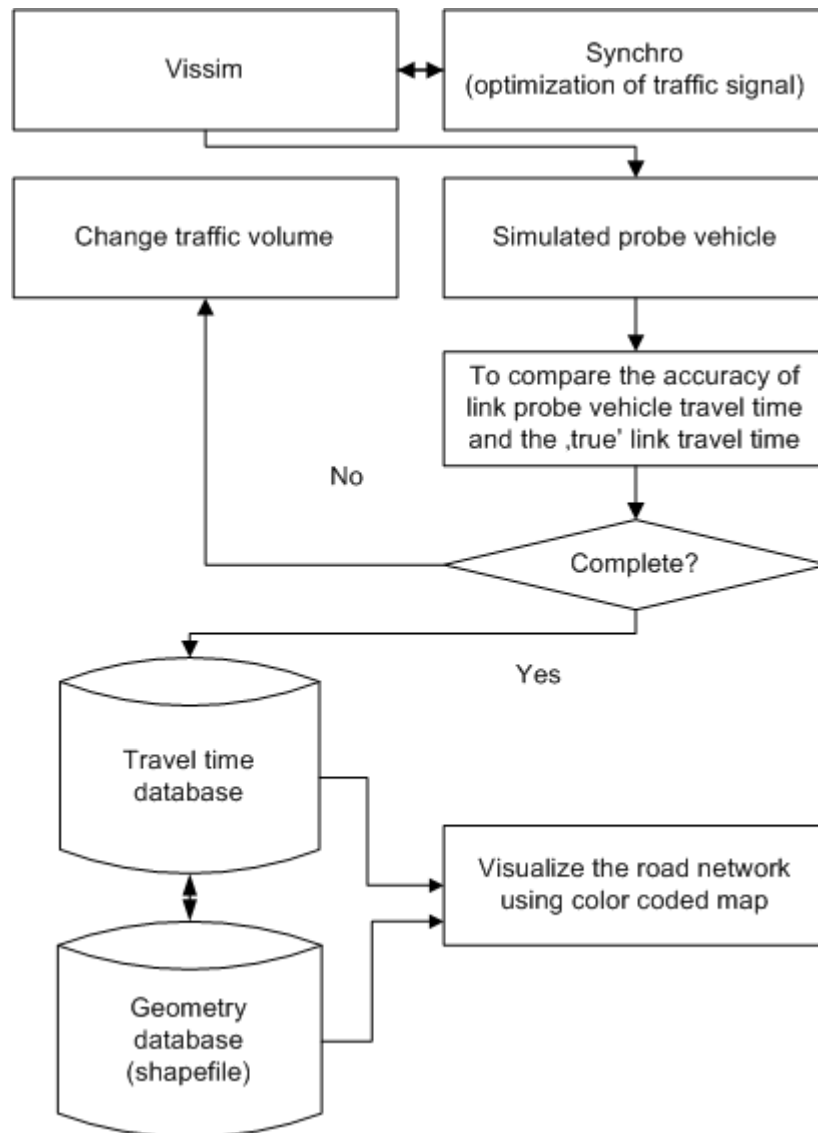 Vissim
Synchro
(optimization of traffic signal)
Change traffic volume
Simulated probe vehicle
To compare the accuracy of
link probe vehicle travel time
and the ‚true’ link travel time
No
Complete?
Yes
Travel time
database
Visualize the road network
using color coded map
Geometry
database
(shapefile)